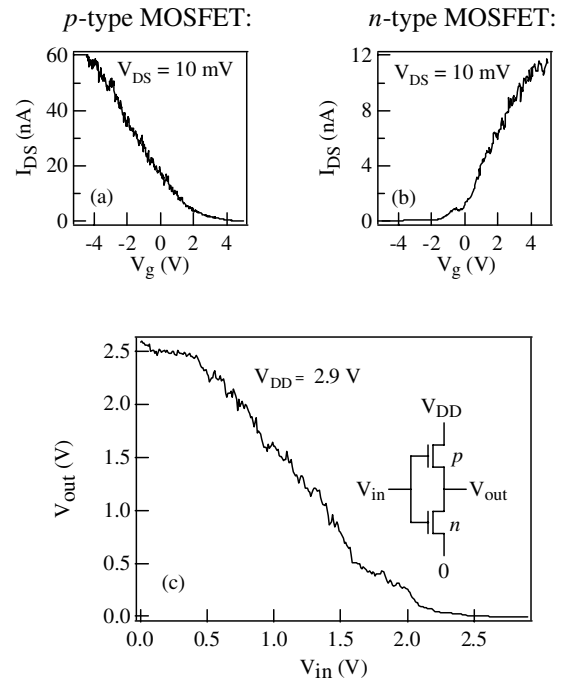 p-type MOSFET:
n-type MOSFET:
60
40
20
0
I_DS (nA)
V_DS = 10 mV
(a)
-4 -2 0 2 4
V_g (V)
12
8
4
0
I_DS (nA)
V_DS = 10 mV
(b)
-4 -2 0 2 4
V_g (V)
2.5
2.0
1.5
1.0
0.5
0.0
V_out (V)
V_DD = 2.9 V
V_DD
p
V_in
V_out
n
0
(c)
0.0 0.5 1.0 1.5 2.0 2.5
V_in (V)